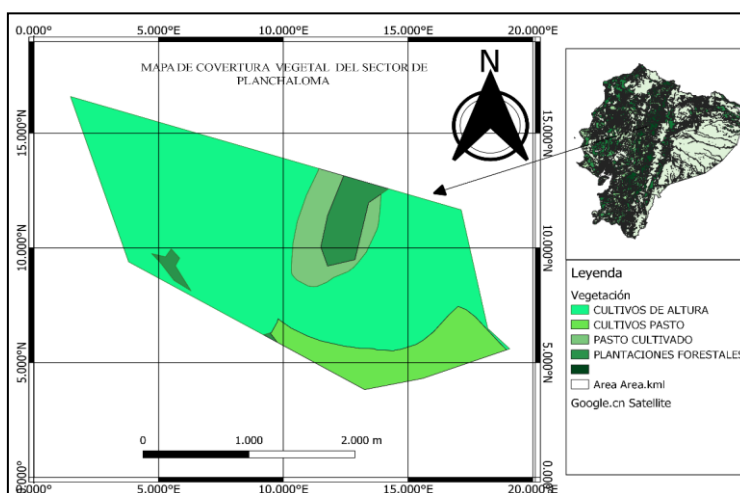 0.000° 5.000°E 10.000°E 15.000°E 20.000°E
MAPA DE COVERTURA VEGETAL DEL SECTOR DE
PLANCHALOMA
N
15.000°N 15.000°N
10.000°N 10.000°N
5.000°N 5.000°N
0.000° 0.000°
0 1.000 2.000 m
0.000°E 5.000°E 10.000°E 15.000°E 20.000°E
Leyenda
Vegetación
CULTIVOS DE ALTURA
CULTIVOS PASTO
PASTO CULTIVADO
PLANTACIONES FORESTALES
Area Area.kml
Google.cn Satellite